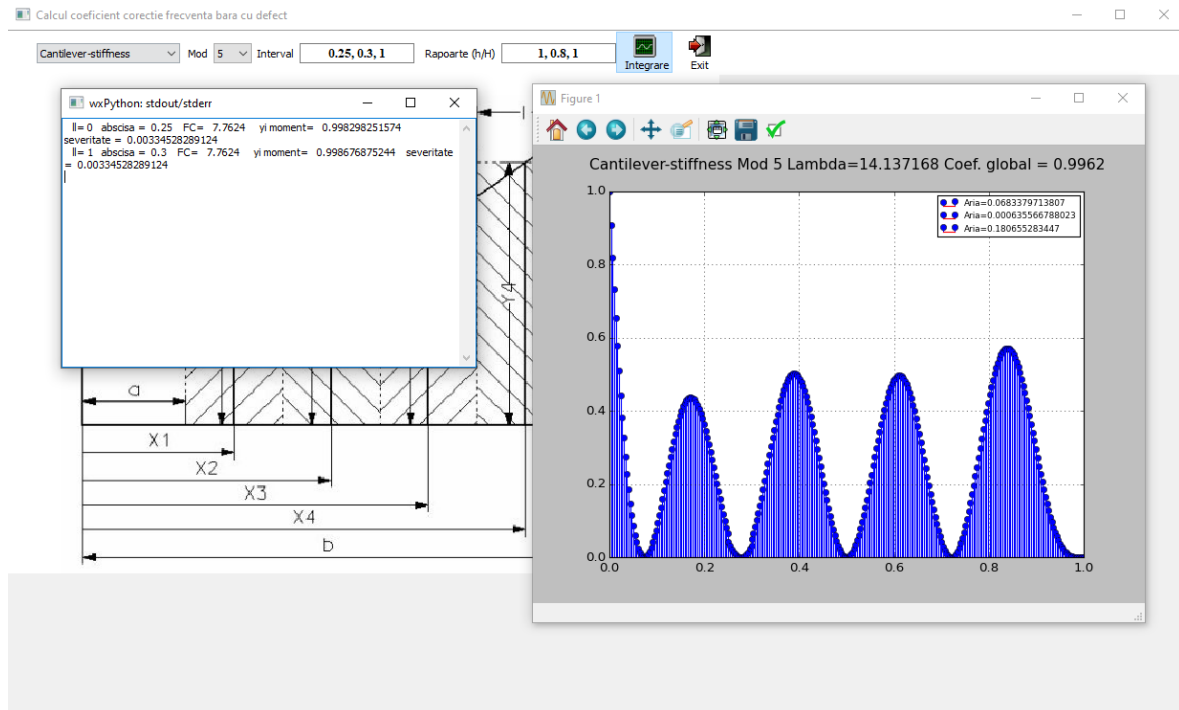 Calcul coeficient corectie frecventa bara cu defect
Cantilever-stiffness Mod 5 Interval 0.25, 0.3, 1 Rapoarte (h/H) 1, 0.8, 1 Integrare Exit
wxPython: stdout/stderr
II= 0 abscisa = 0.25 FC= 7.7624 yi moment= 0.998298251574
severitate = 0.00334528289124
II= 1 abscisa = 0.3 FC= 7.7624 yi moment= 0.998676875244 severitate
= 0.00334528289124
a
X1
X2
X3
X4
b
Y4
Figure 1
Cantilever-stiffness Mod 5 Lambda=14.137168 Coef. global = 0.9962
Aria=0.0683379713807
Aria=0.000635566788023
Aria=0.180655283447
1.0
0.8
0.6
0.4
0.2
0.0
0.0 0.2 0.4 0.6 0.8 1.0